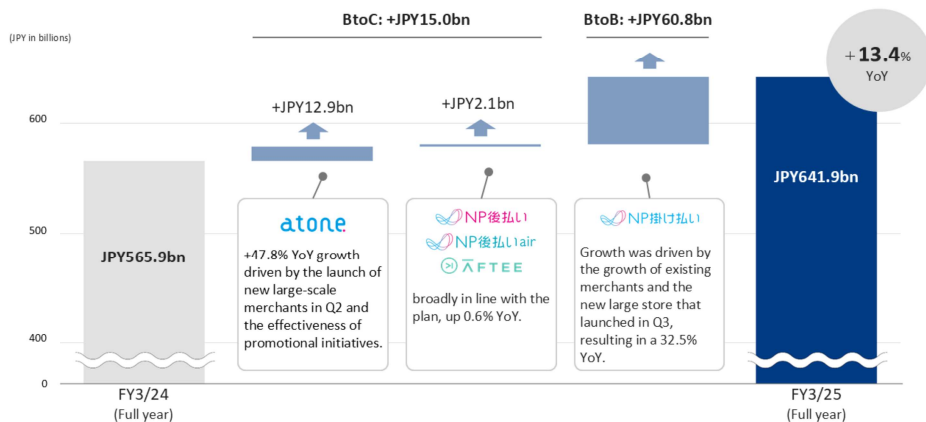 BtoC: +JPY15.0bn
BtoB: +JPY60.8bn
(JPY in billions)
+13.4%
YoY
+JPY12.9bn
+JPY2.1bn
600
500
400
0
JPY565.9bn
JPY641.9bn
atone.
+47.8% YoY growth
driven by the launch of
new large-scale
merchants in Q2 and
the effectiveness of
promotional initiatives.
NP後払い
NP後払いair
AFTEE
broadly in line with the
plan, up 0.6% YoY.
NP掛け払い
Growth was driven by
the growth of existing
merchants and the
new large store that
launched in Q3,
resulting in a 32.5%
YoY.
FY3/24
(Full year)
FY3/25
(Full year)